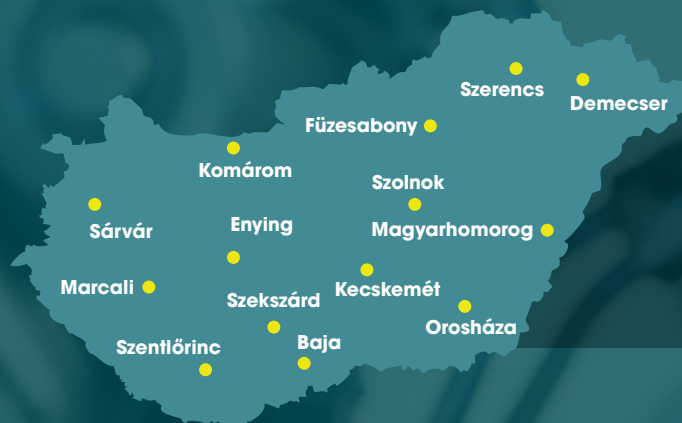 Szerencs
Demecser
Füzesabony
Komárom
Szolnok
Sárvár
Enying
Magyarhomorog
Marcali
Kecskemét
Szekszárd
Orosháza
Szentlőrinc
Baja